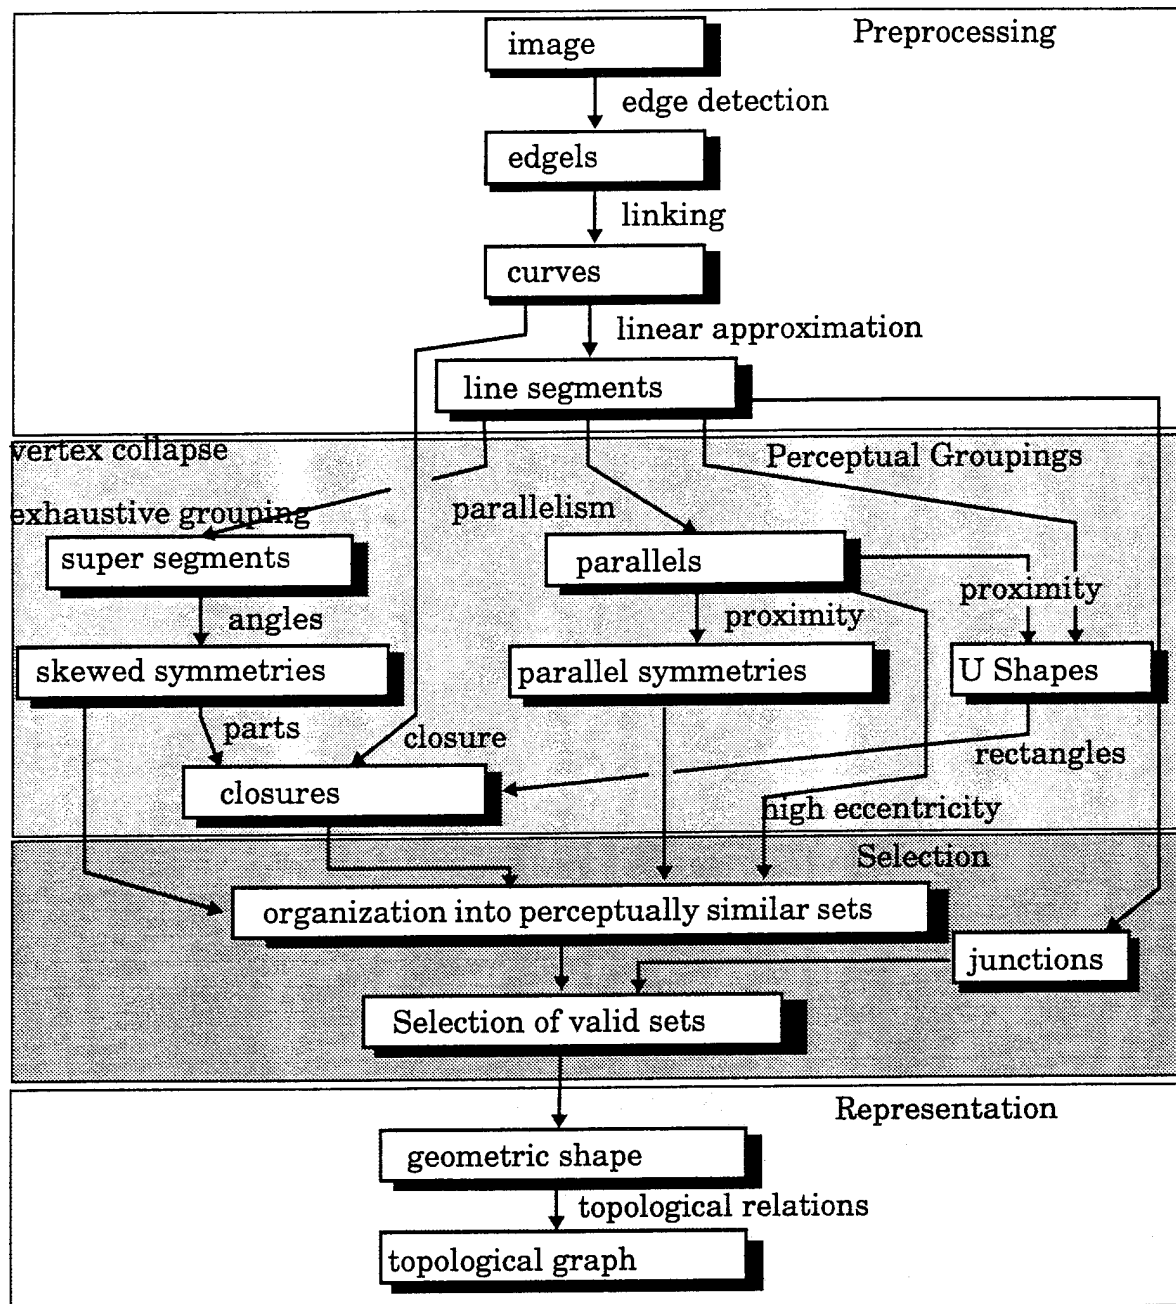 Preprocessing
image
edge detection
edgels
linking
curves
linear approximation
line segments
vertex collapse
Perceptual Groupings
exhaustive grouping
parallelism
super segments
parallels
proximity
angles
proximity
skewed symmetries
parallel symmetries
U Shapes
parts
closure
rectangles
closures
high eccentricity
Selection
organization into perceptually similar sets
junctions
Selection of valid sets
Representation
geometric shape
topological relations
topological graph